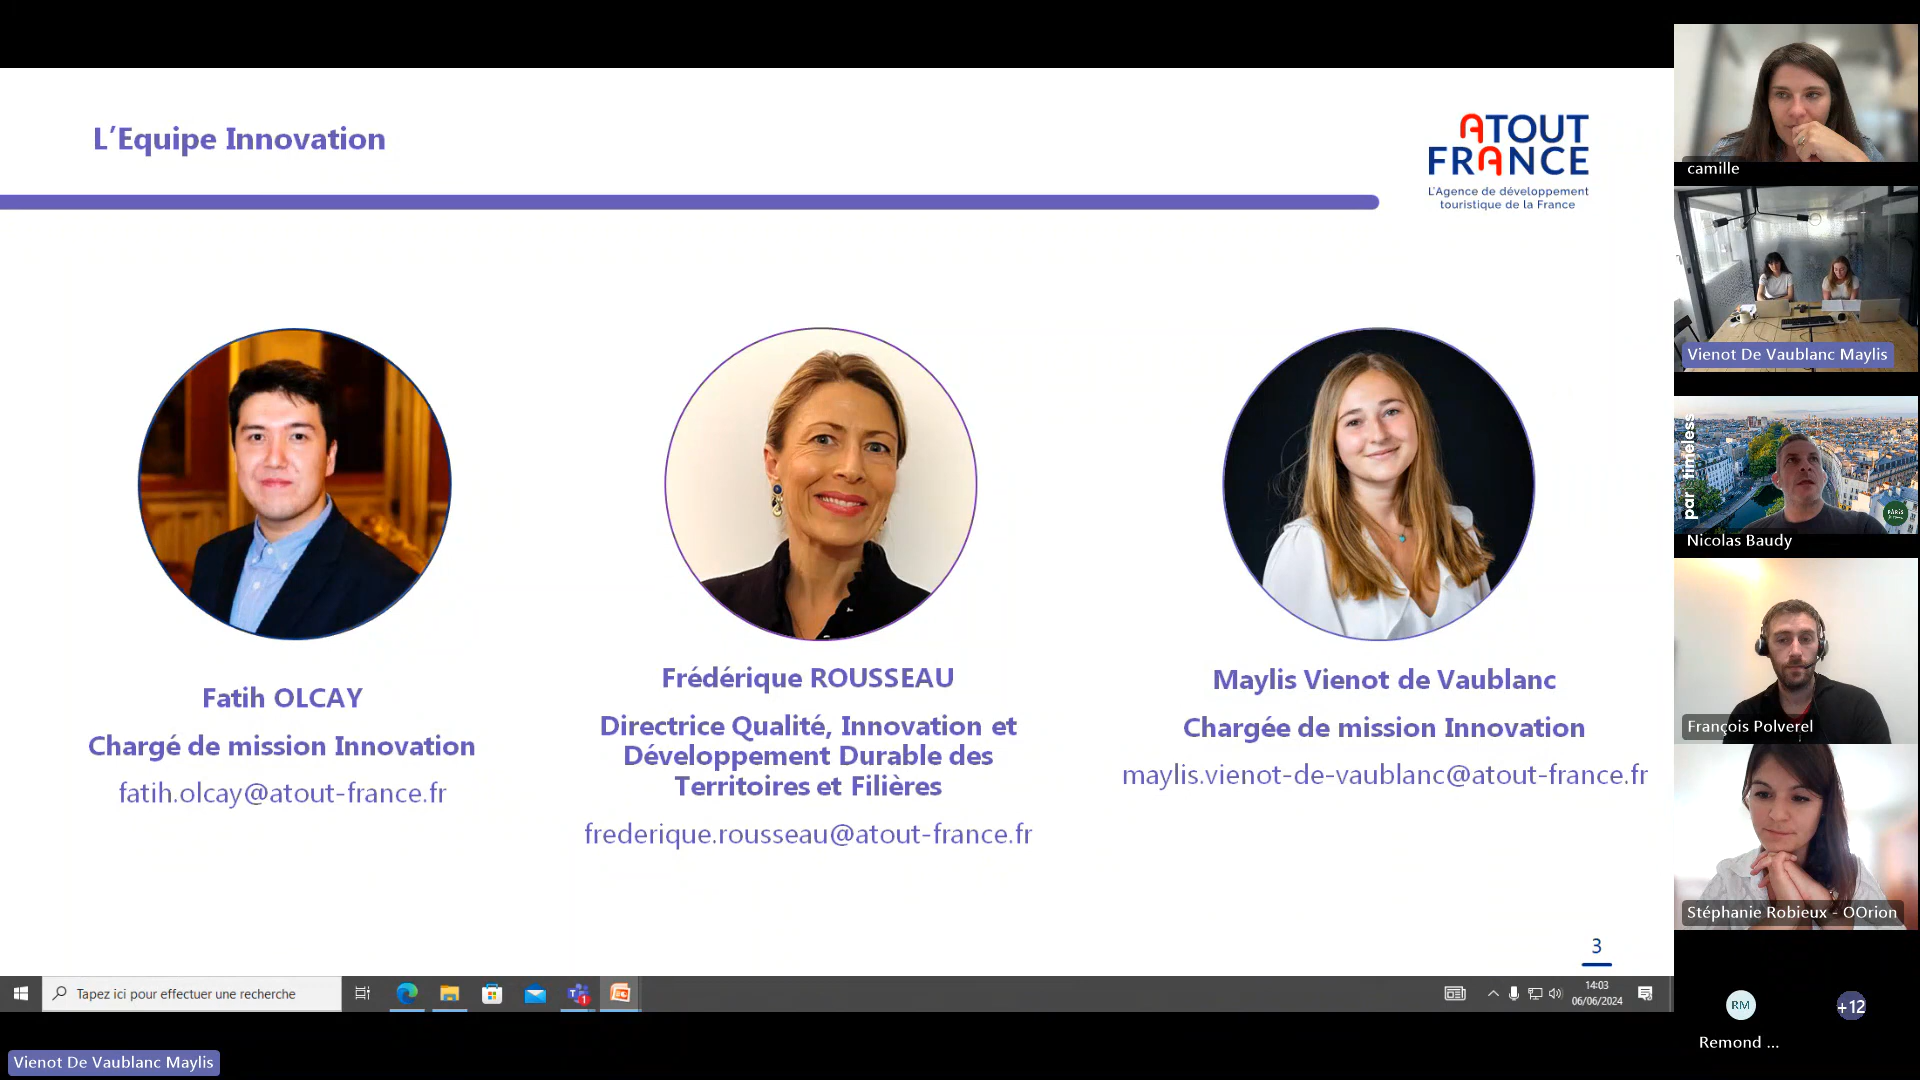 L'Equipe Innovation
ATOUT
FRANCE
L'Agence de développement
touristique de la France
Fatih OLCAY
Chargé de mission Innovation
fatih.olcay@atout-france.fr
Frédérique ROUSSEAU
Directrice Qualité, Innovation et
Développement Durable des
Territoires et Filières
frederique.rousseau@atout-france.fr
Maylis Vienot de Vaublanc
Chargée de mission Innovation
maylis.vienot-de-vaublanc@atout-france.fr
3
Tapez ici pour effectuer une recherche
1
14:03
06/06/2024
Vienot De Vaublanc Maylis
camille
Vienot De Vaublanc Maylis
Nicolas Baudy
François Polverel
Stéphanie Robieux - OOrion
RM
+12
Remond ...